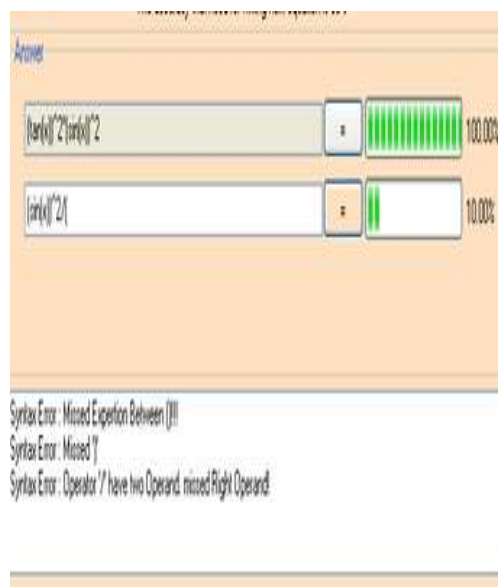 Answer
(tan(x))^2*(sin(x))^2
=
100.00%
(sin(x))^2/(
=
10.00%
Syntax Error : Missed Expertion Between ()!!!
Syntax Error : Missed ')'
Syntax Error : Operator '/' have two Operand. missed Right Operand!